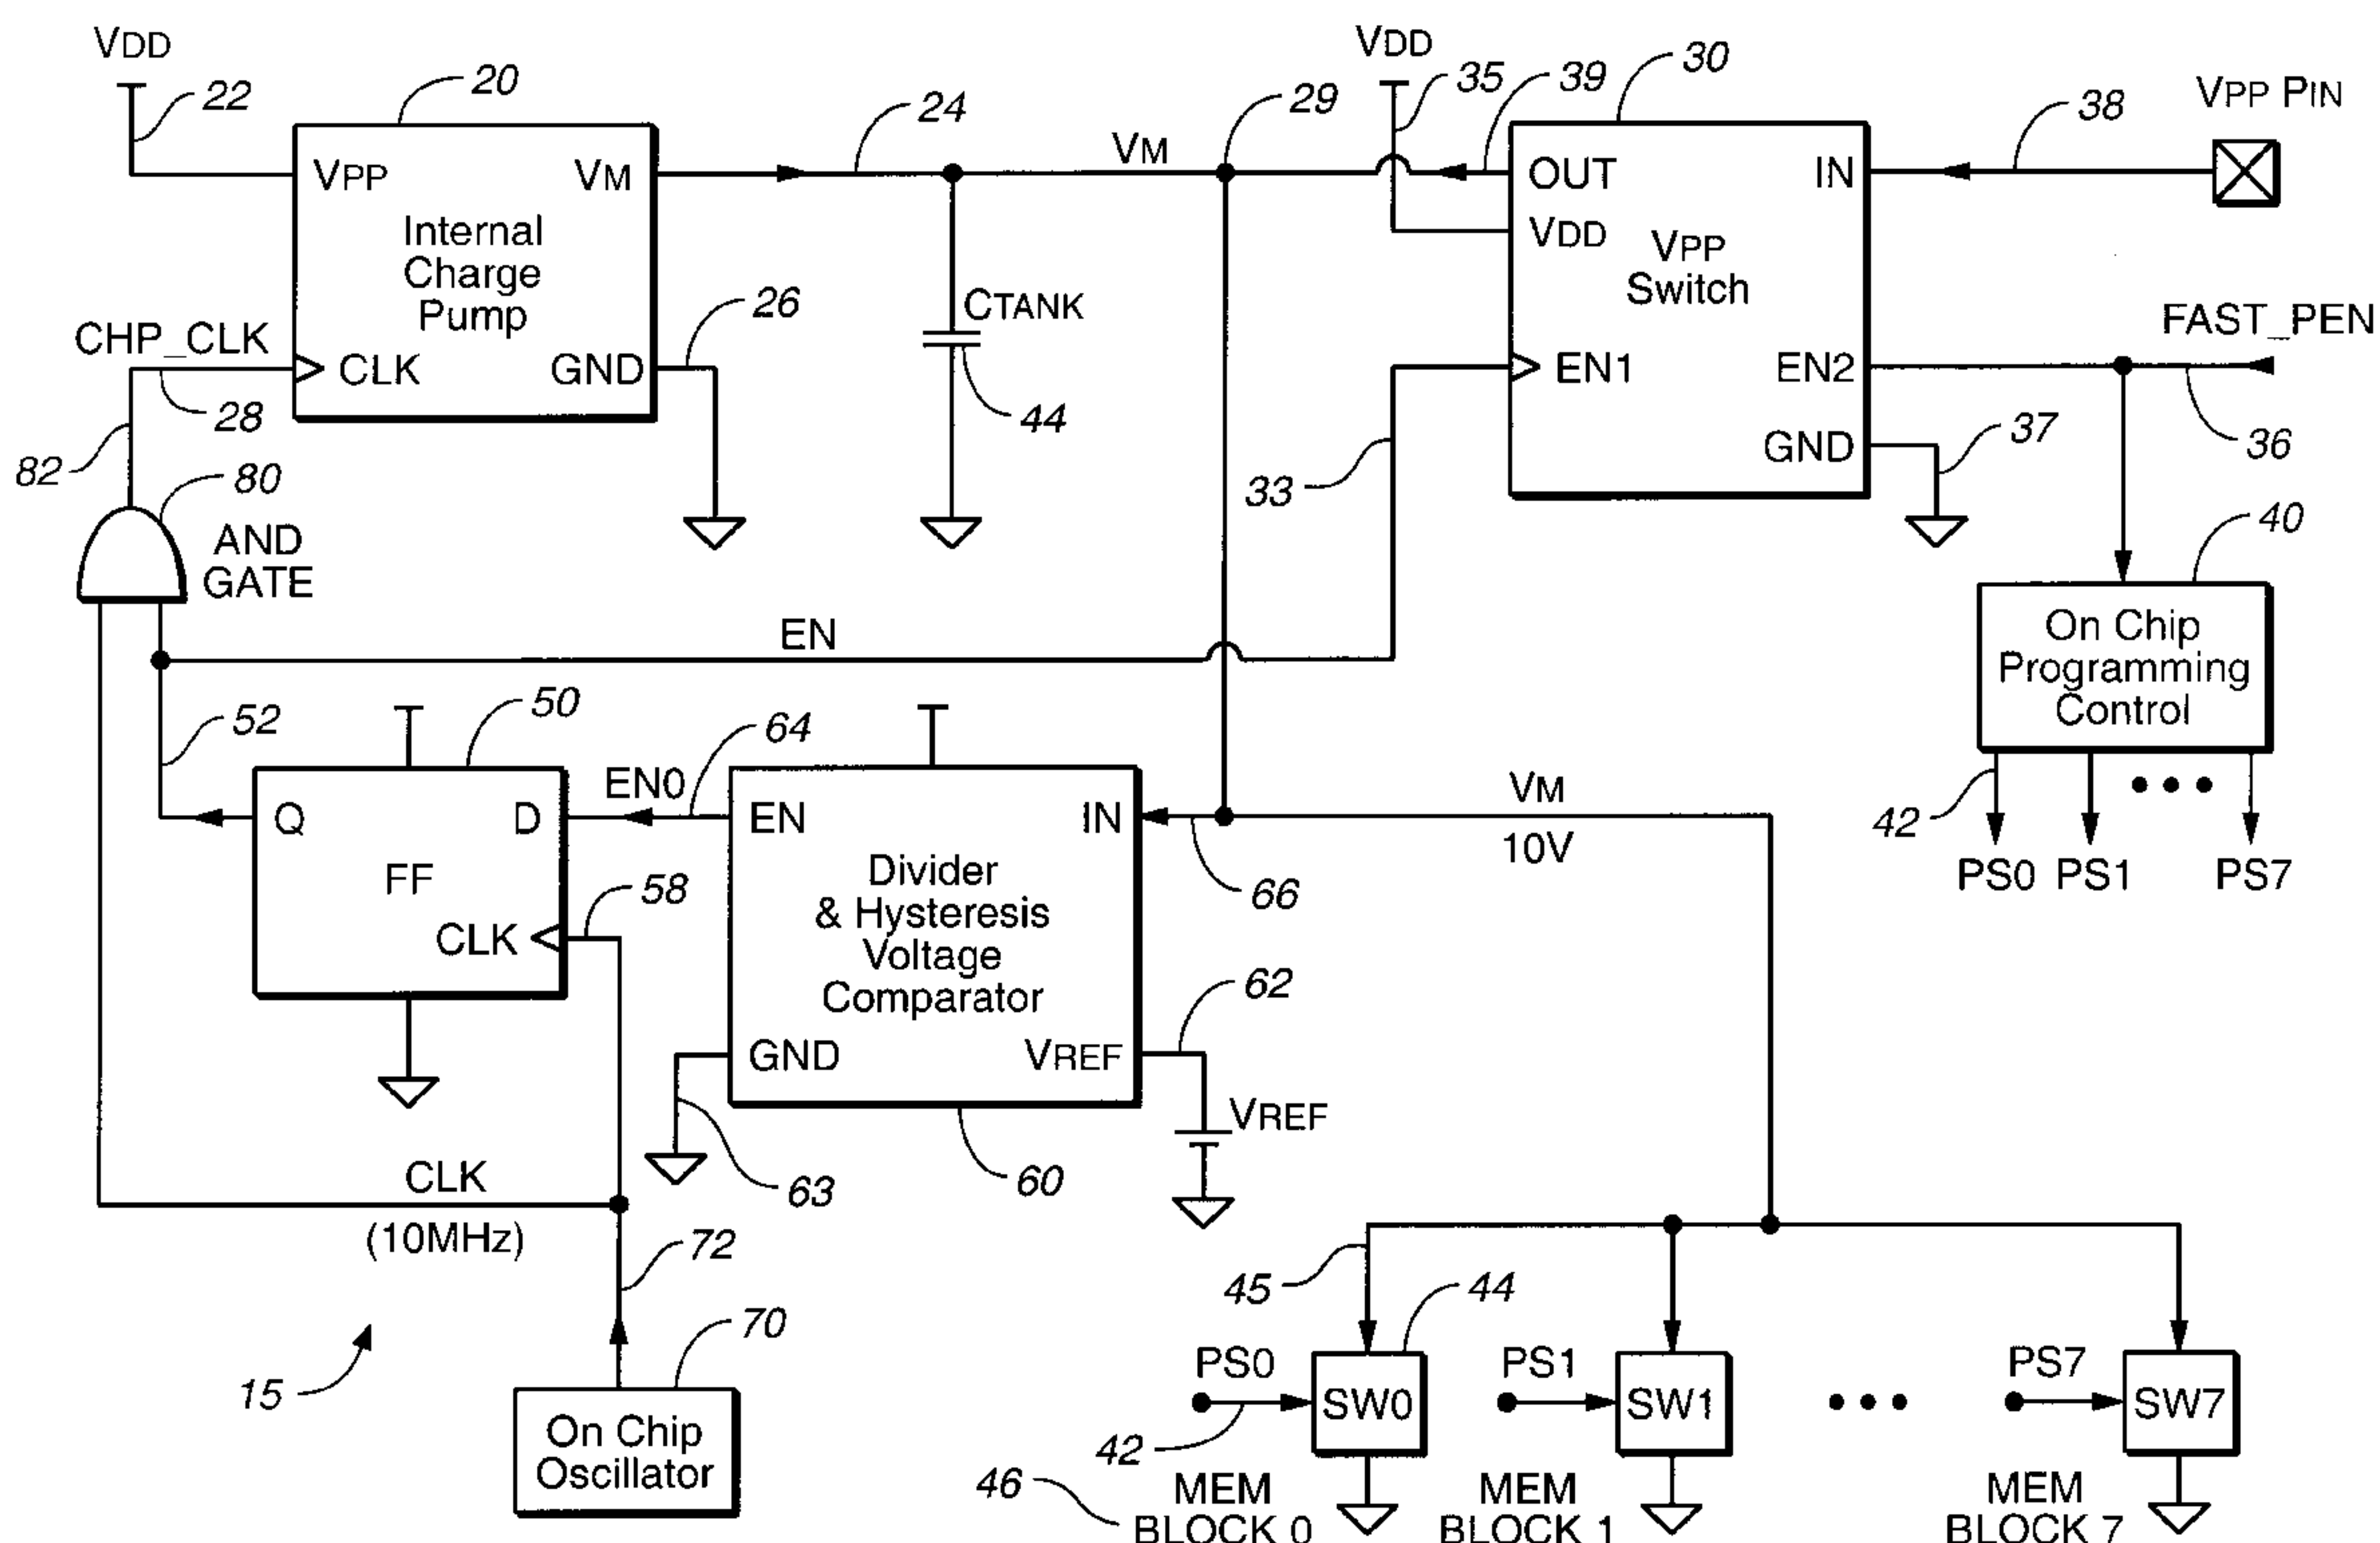 VDD
22
20
VPP
VM
Internal
Charge
Pump
CLK
GND
CHP_CLK
28
82
80
AND
GATE
24
26
CTANK
44
VM
29
VDD
35
39
30
OUT
VDD
VPP
Switch
IN
EN1
EN2
GND
33
38
VPP PIN
FAST_PEN
36
37
40
On Chip
Programming
Control
42
PS0 PS1
PS7
EN
52
50
Q
D
FF
CLK
58
EN0
64
EN
IN
Divider
& Hysteresis
Voltage
Comparator
GND
VREF
63
60
66
62
VREF
VM
10V
CLK
(10MHz)
72
70
15
On Chip
Oscillator
45
44
PS0
SW0
42
46
MEM
BLOCK 0
PS1
SW1
MEM
BLOCK 1
PS7
SW7
MEM
BLOCK 7